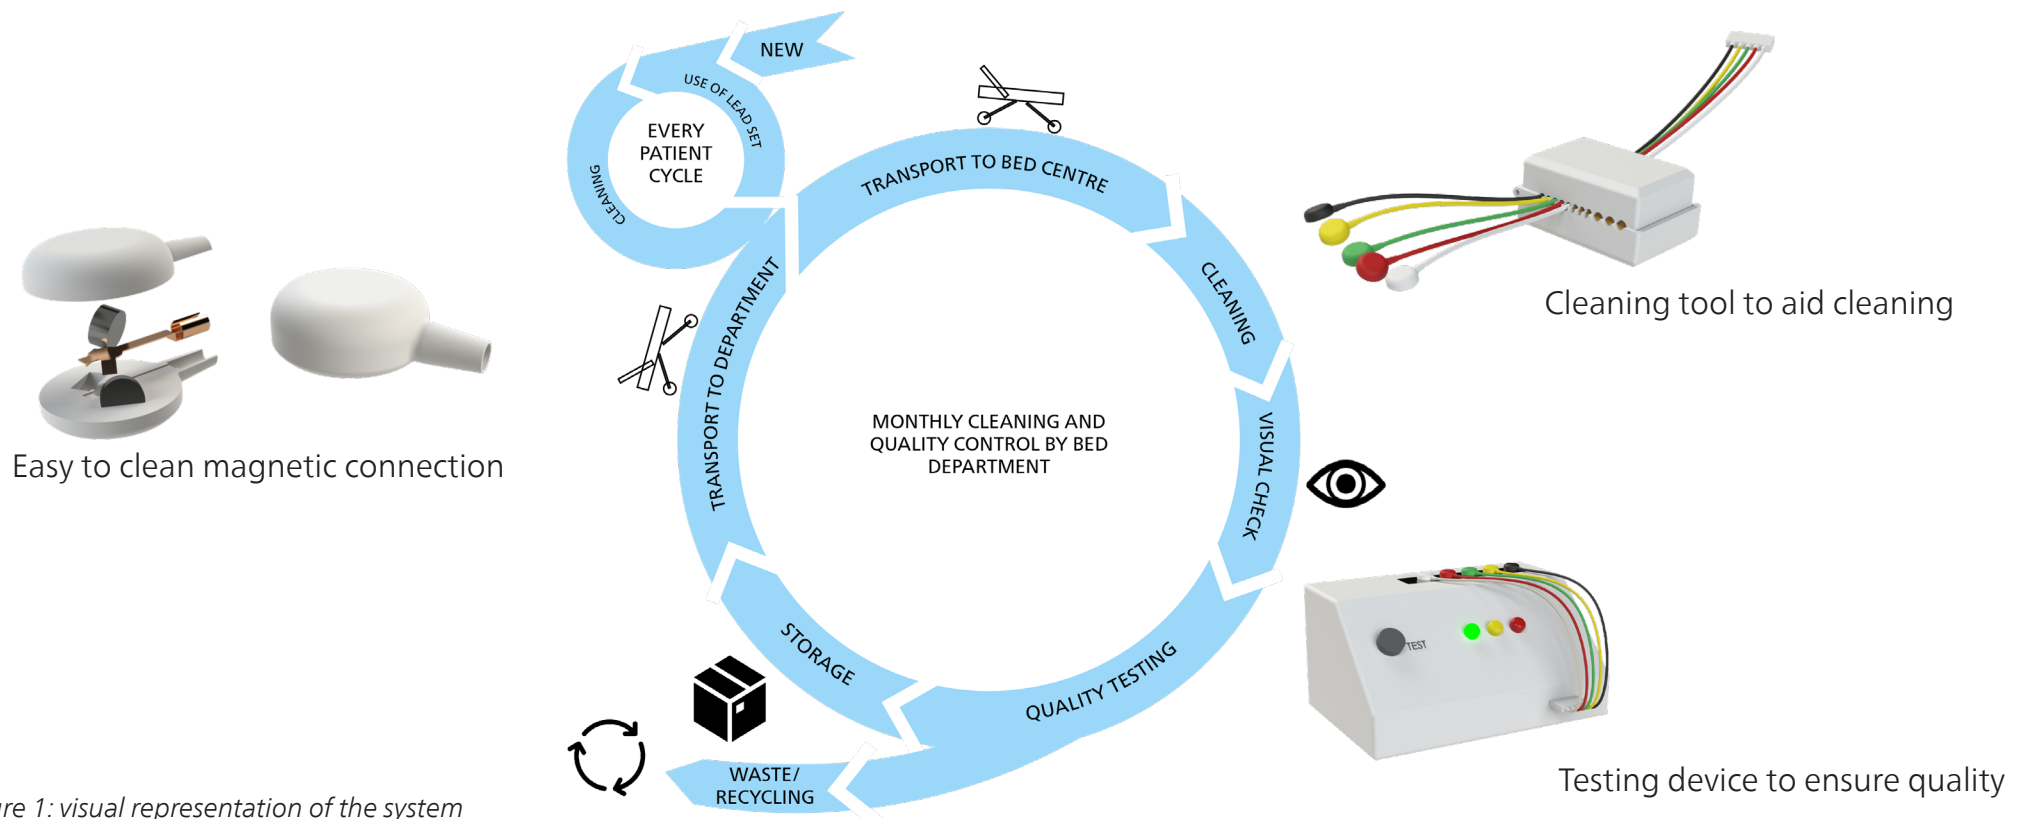 NEW
USE OF LEAD SET
EVERY
PATIENT
CYCLE
CLEANING
TRANSPORT TO BED CENTRE
CLEANING
Cleaning tool to aid cleaning
VISUAL CHECK
MONTHLY CLEANING AND
QUALITY CONTROL BY BED
DEPARTMENT
TRANSPORT TO DEPARTMENT
Easy to clean magnetic connection
TEST
QUALITY TESTING
STORAGE
WASTE/
RECYCLING
Testing device to ensure quality
re 1: visual representation of the system